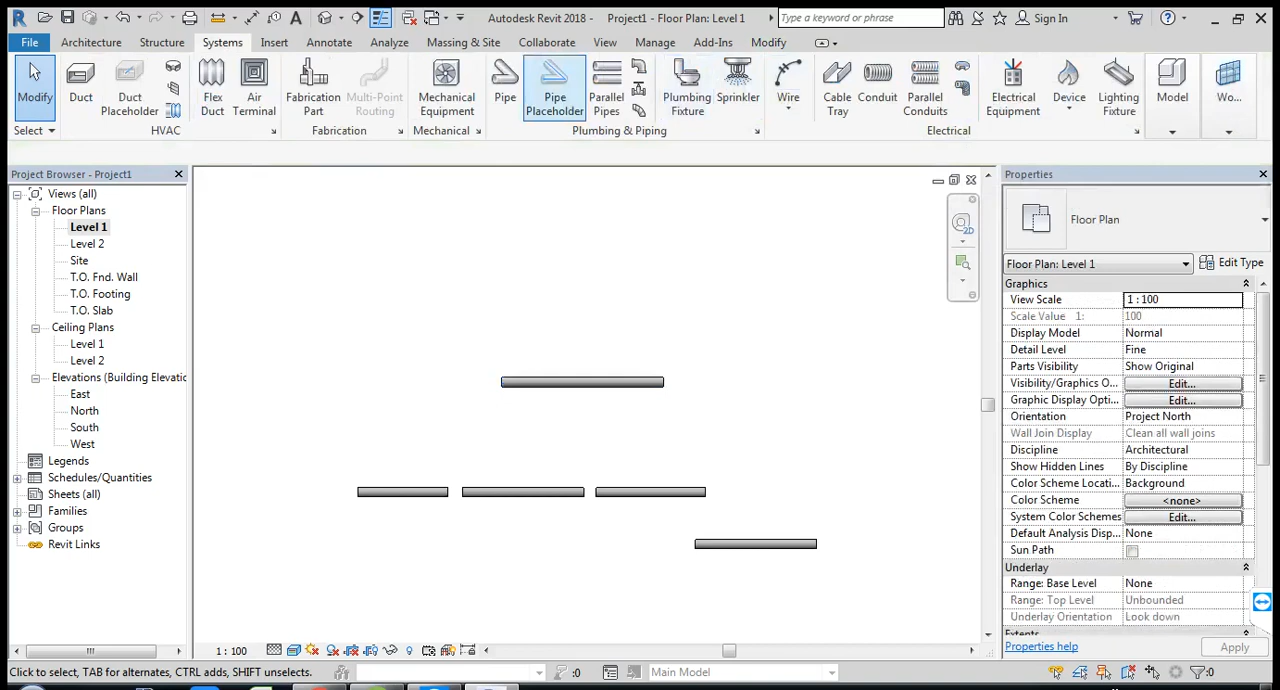 Autodesk Revit 2018 - Project1 - Floor Plan: Level 1
Type a keyword or phrase
Sign In
File Architecture Structure Systems Insert Annotate Analyze Massing & Site Collaborate View Manage Add-Ins Modify
Modify
Duct
Duct Placeholder
Flex Duct
Air Terminal
Fabrication Part
Multi-Point Routing
Mechanical Equipment
Pipe
Pipe Placeholder
Parallel Pipes
Plumbing Fixture
Sprinkler
Wire
Cable Tray
Conduit
Parallel Conduits
Electrical Equipment
Device
Lighting Fixture
Model
Wo...
Select HVAC Fabrication Mechanical Plumbing & Piping Electrical
Project Browser - Project1
Views (all)
Floor Plans
Level 1
Level 2
Site
T.O. Fnd. Wall
T.O. Footing
T.O. Slab
Ceiling Plans
Level 1
Level 2
Elevations (Building Elevatic
East
North
South
West
Legends
Schedules/Quantities
Sheets (all)
Families
Groups
Revit Links
2D
Properties
Floor Plan
Floor Plan: Level 1
Edit Type
Graphics
View Scale 1 : 100
Scale Value 1: 100
Display Model Normal
Detail Level Fine
Parts Visibility Show Original
Visibility/Graphics O... Edit...
Graphic Display Opti... Edit...
Orientation Project North
Wall Join Display Clean all wall joins
Discipline Architectural
Show Hidden Lines By Discipline
Color Scheme Locati... Background
Color Scheme <none>
System Color Schemes Edit...
Default Analysis Disp... None
Sun Path
Underlay
Range: Base Level None
Range: Top Level Unbounded
Underlay Orientation Look down
Extents
Properties help
Apply
1 : 100
Click to select, TAB for alternates, CTRL adds, SHIFT unselects.
:0
Main Model
:0